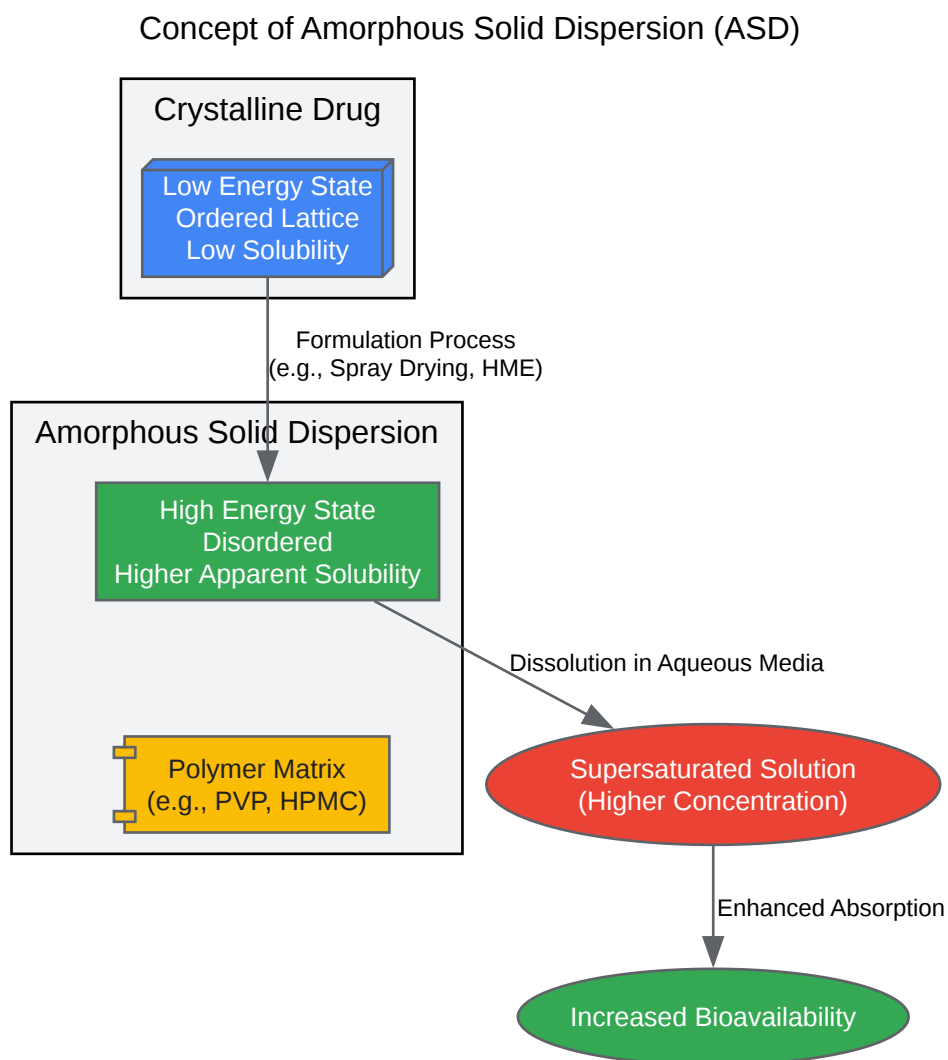 Concept of Amorphous Solid Dispersion (ASD)
Crystalline Drug
Low Energy State
Ordered Lattice
Low Solubility
Formulation Process
(e.g., Spray Drying, HME)
Amorphous Solid Dispersion
High Energy State
Disordered
Higher Apparent Solubility
Dissolution in Aqueous Media
Polymer Matrix
(e.g., PVP, HPMC)
Supersaturated Solution
(Higher Concentration)
Enhanced Absorption
Increased Bioavailability